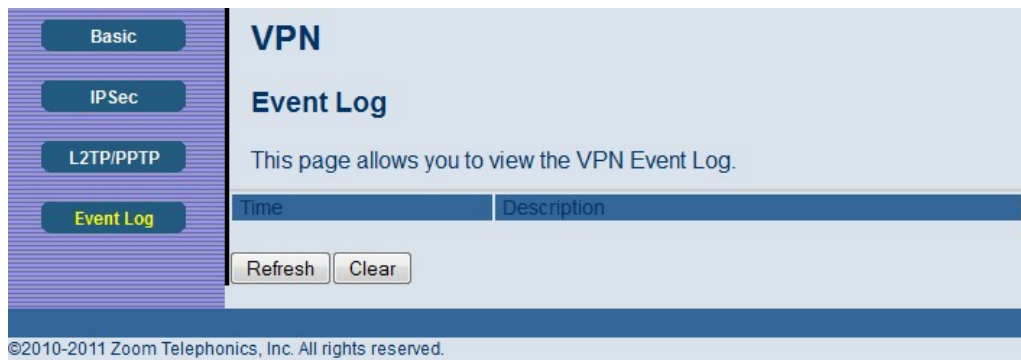 Basic
IPSec
L2TP/PPTP
Event Log
VPN
Event Log
This page allows you to view the VPN Event Log.
Time Description
Refresh Clear
©2010-2011 Zoom Telephonics, Inc. All rights reserved.